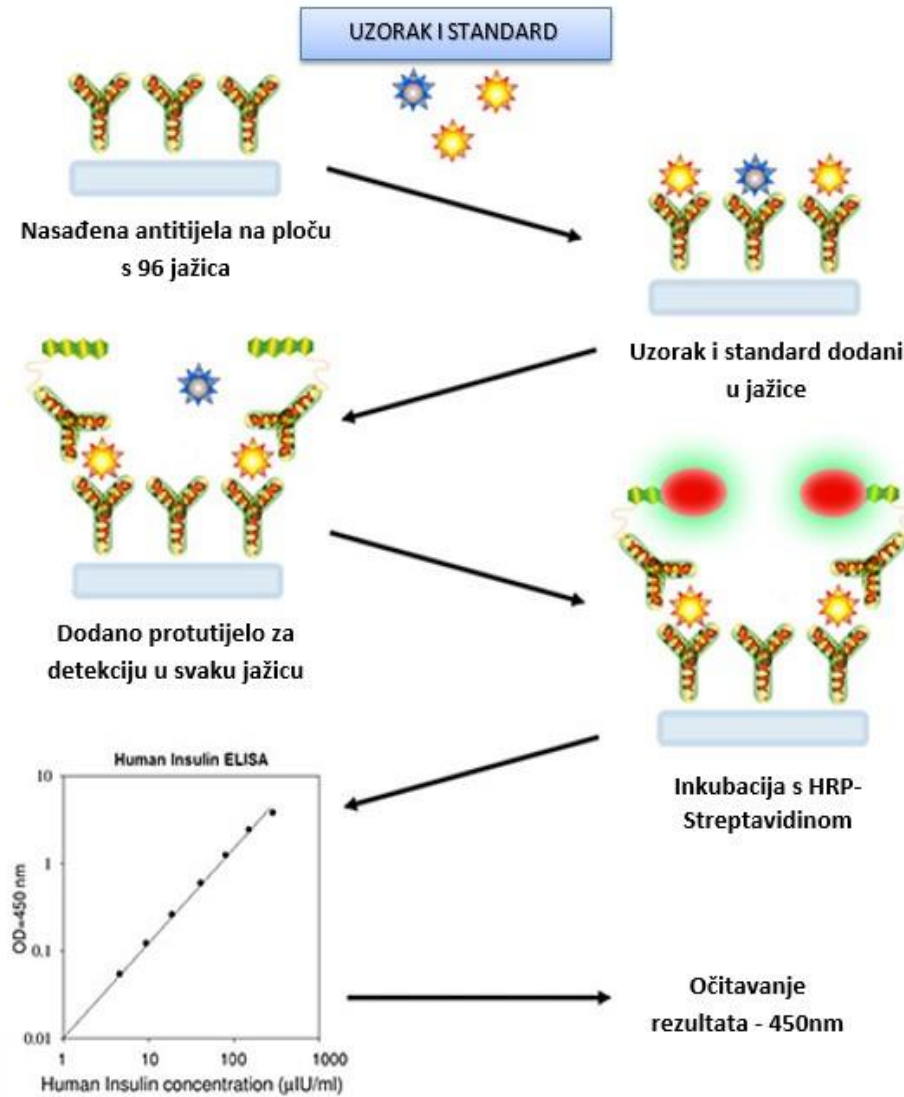 UZORAK I STANDARD
Nasađena antitijela na ploču
s 96 jažica
Uzorak i standard dodani
u jažice
Dodano protutijelo za
detekciju u svaku jažicu
Inkubacija s HRP-
Streptavidinom
Human Insulin ELISA
10
1
0.1
0.01
OD=450 nm
1 10 100 1000
Human Insulin concentration (µIU/ml)
Očitavanje
rezultata - 450nm